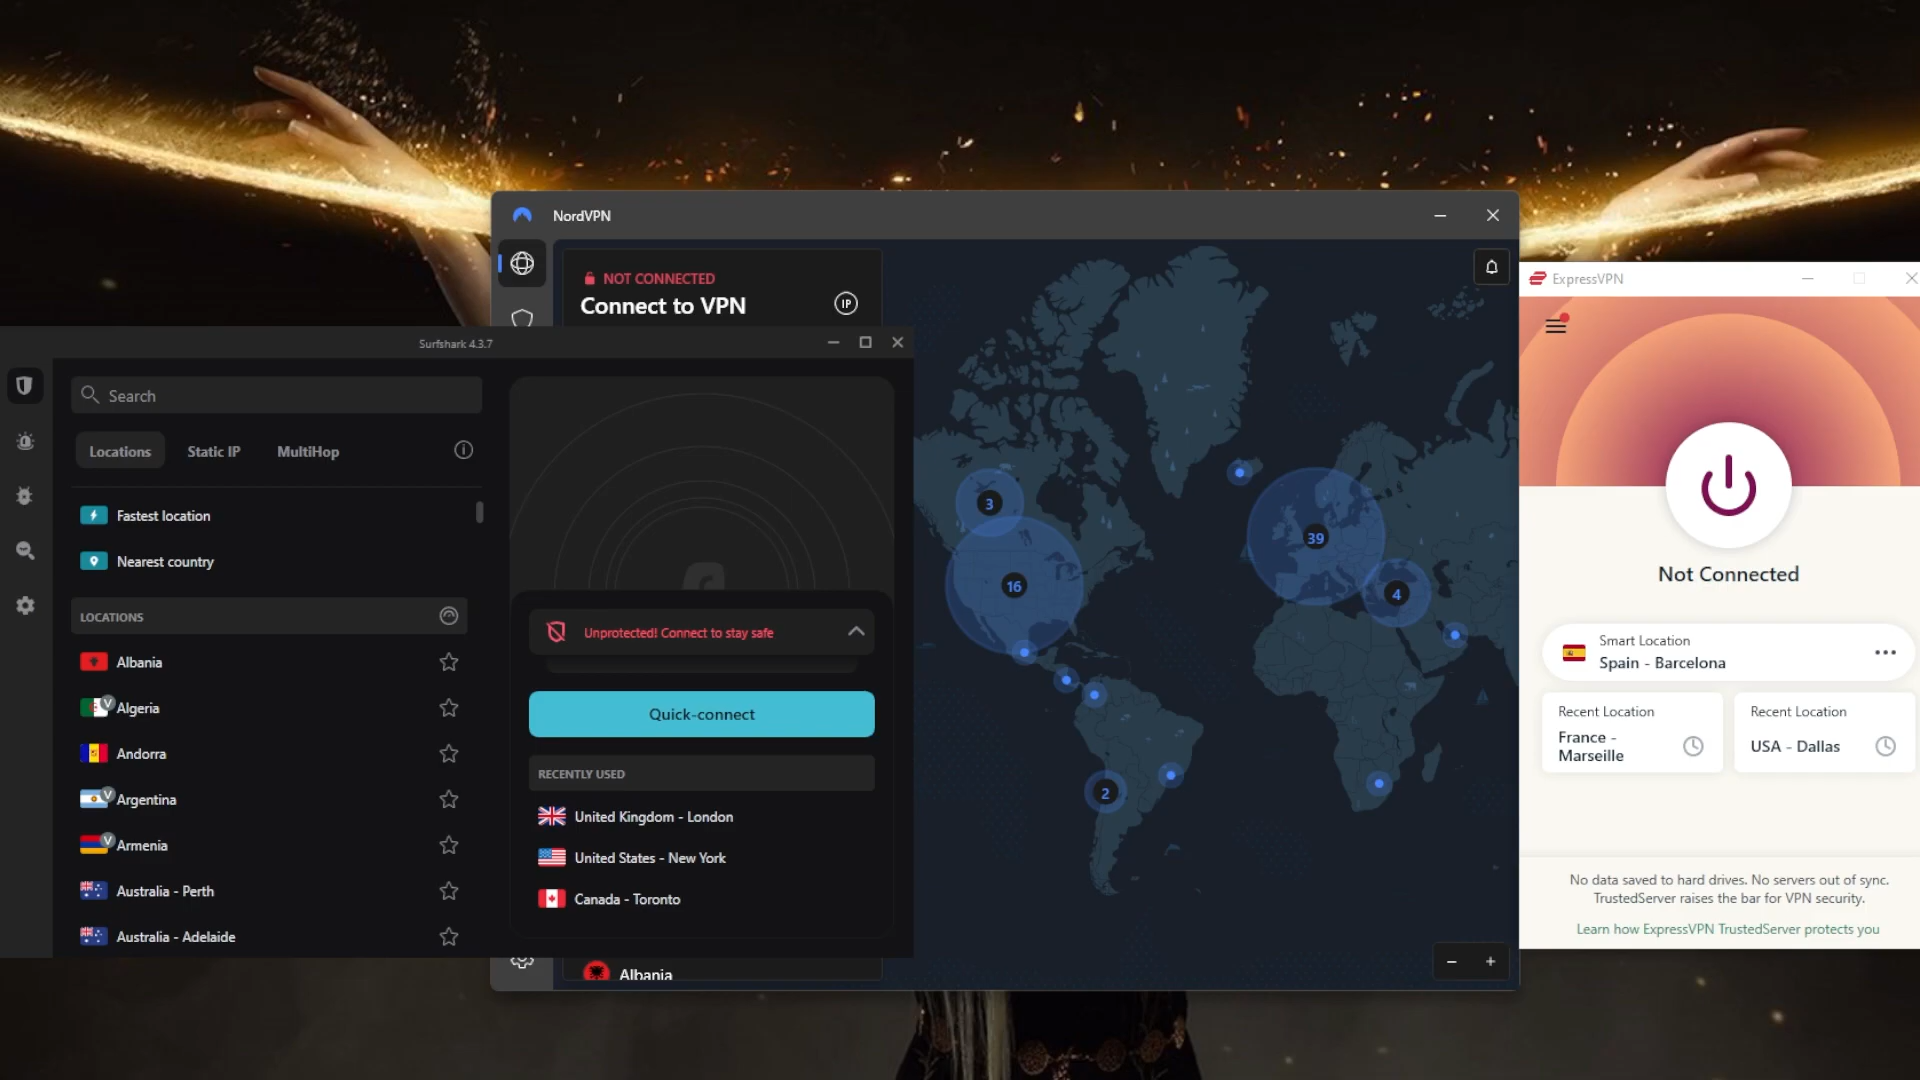 NordVPN
NOT CONNECTED
Connect to VPN
IP
3
16
39
4
2
Albania
Surfshark 4.3.7
Search
Locations
Static IP
MultiHop
Fastest location
Nearest country
LOCATIONS
Albania
V
Algeria
Andorra
V
Argentina
V
Armenia
Australia - Perth
Australia - Adelaide
Unprotected! Connect to stay safe
Quick-connect
RECENTLY USED
United Kingdom - London
United States - New York
Canada - Toronto
ExpressVPN
Not Connected
Smart Location
Spain - Barcelona
Recent Location
France -
Marseille
Recent Location
USA - Dallas
No data saved to hard drives. No servers out of sync.
TrustedServer raises the bar for VPN security.
Learn how ExpressVPN TrustedServer protects you